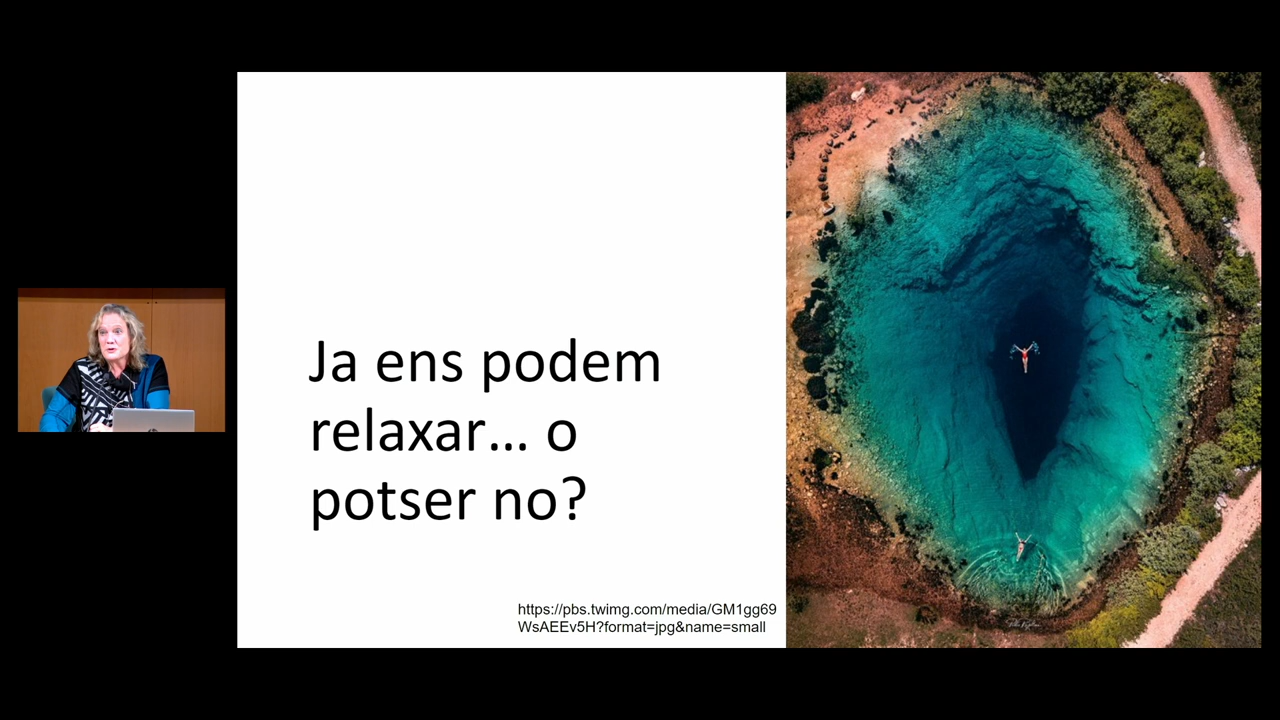 Ja ens podem
relaxar... o
potser no?
https://pbs.twimg.com/media/GM1gg69
WsAEEv5H?format=jpg&name=small